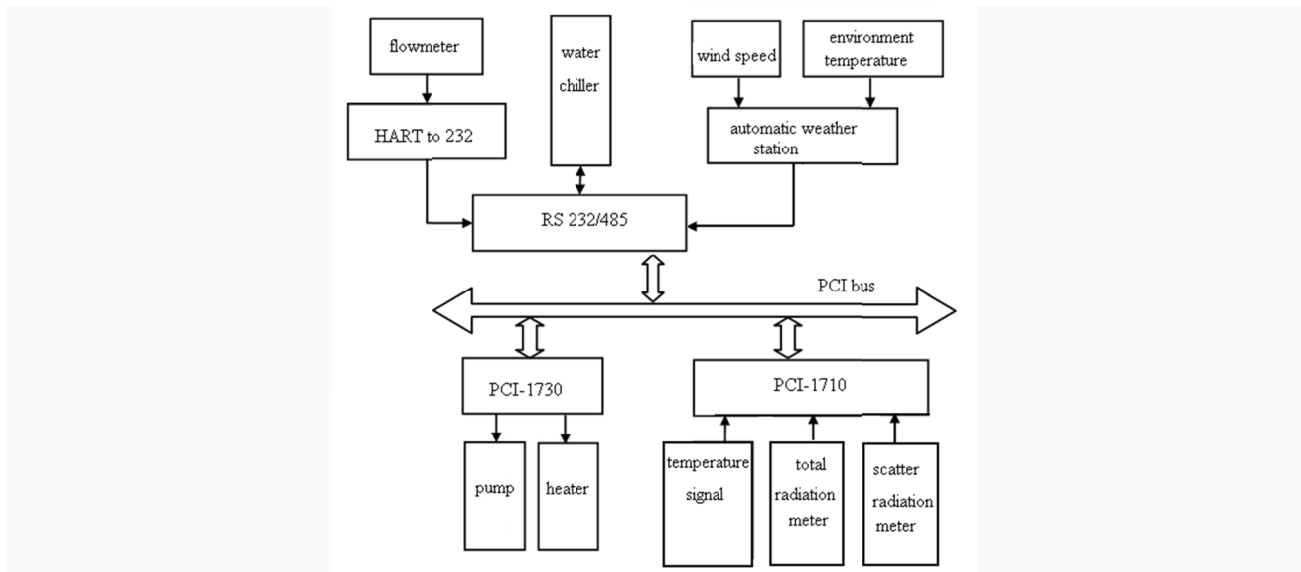 flowmeter
water
chiller
wind speed
environment
temperature
HART to 232
automatic weather
station
RS 232/485
PCI bus
PCI-1730
PCI-1710
pump
heater
temperature
signal
total
radiation
meter
scatter
radiation
meter